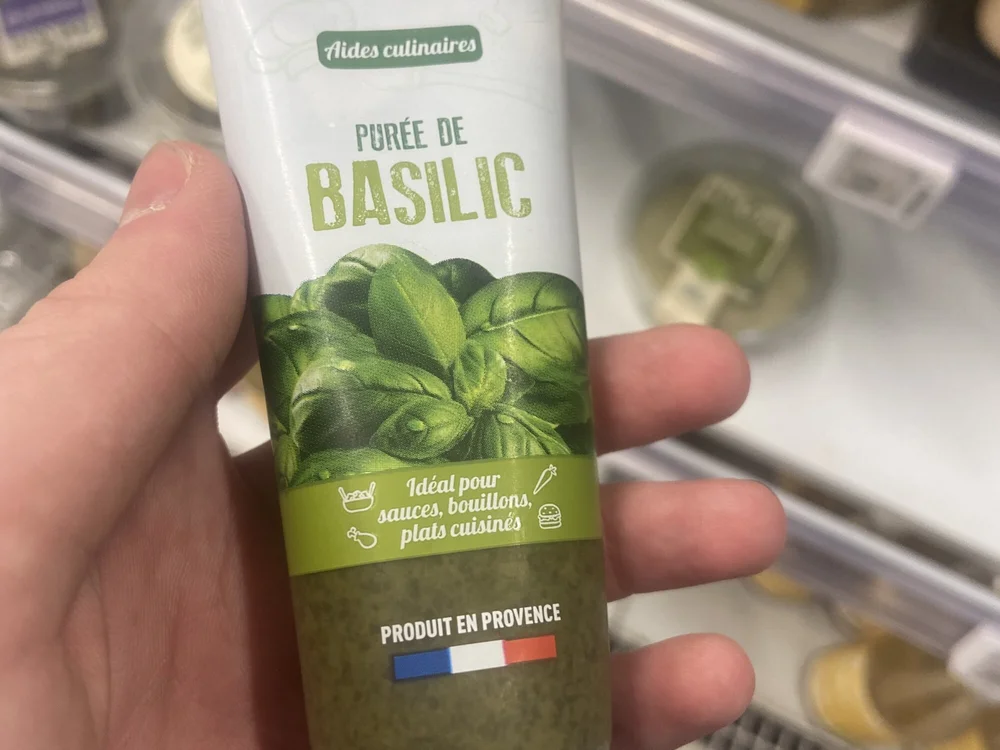 Aides culinaires
PURÉE DE
BASILIC
Idéal pour
sauces, bouillons,
plats cuisinés
PRODUIT EN PROVENCE